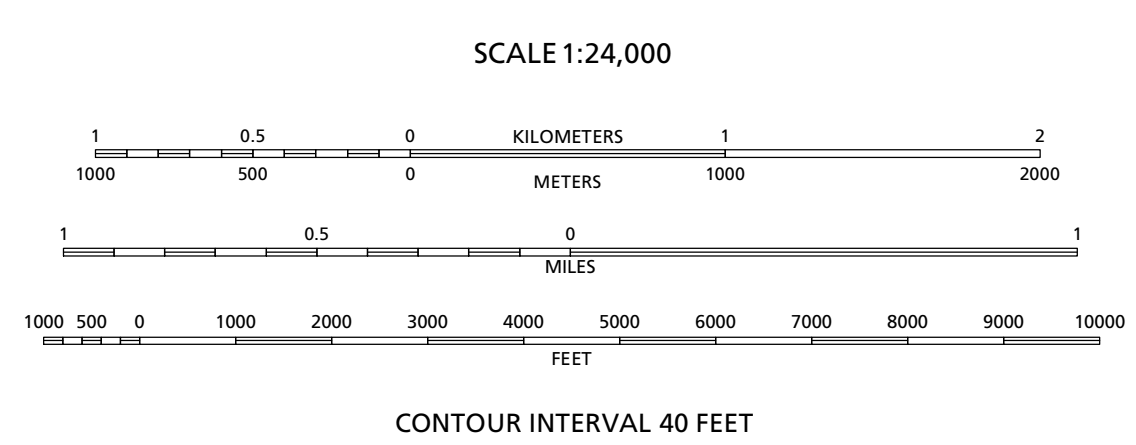 SCALE 1:24,000
1 0.5 0 KILOMETERS 1 2
1000 500 0 METERS 1000 2000
1 0.5 0 1
MILES
1000 500 0 1000 2000 3000 4000 5000 6000 7000 8000 9000 10000
FEET
CONTOUR INTERVAL 40 FEET